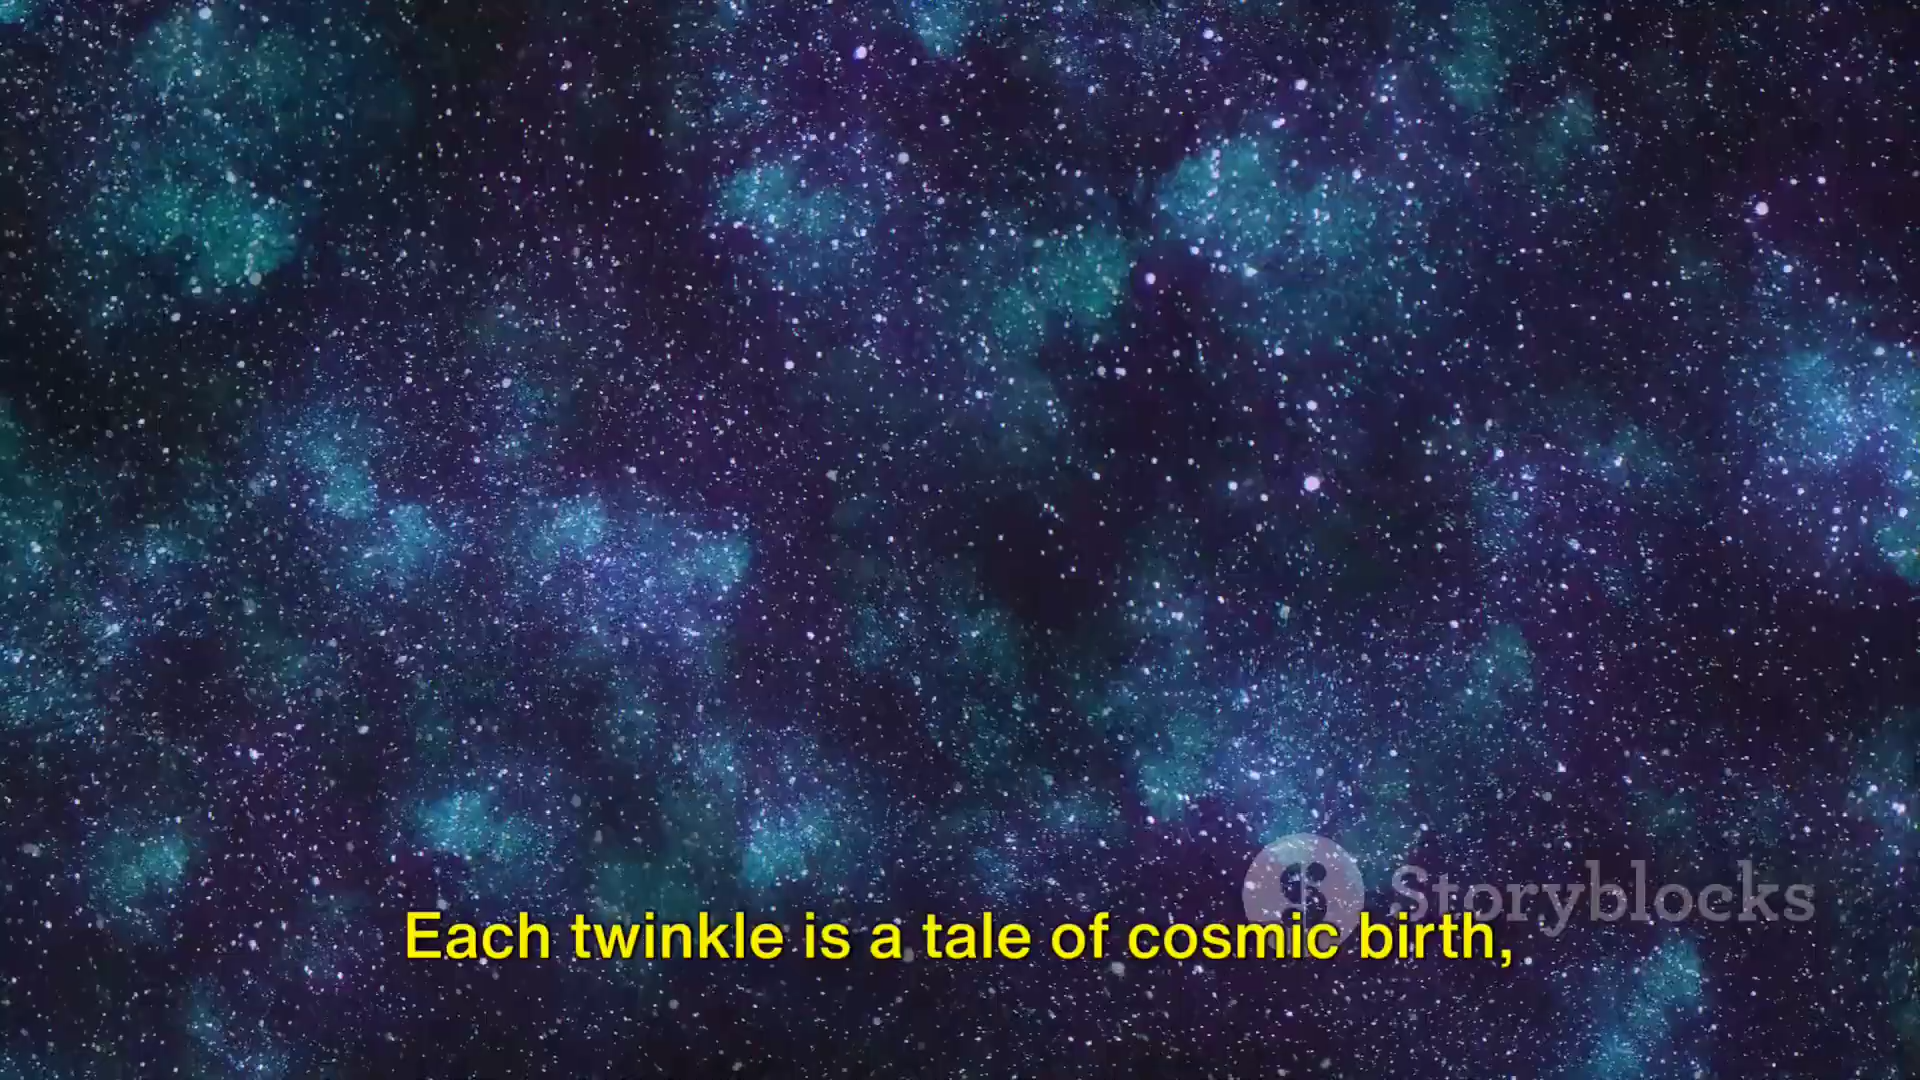 Storyblocks
Each twinkle is a tale of cosmic birth,